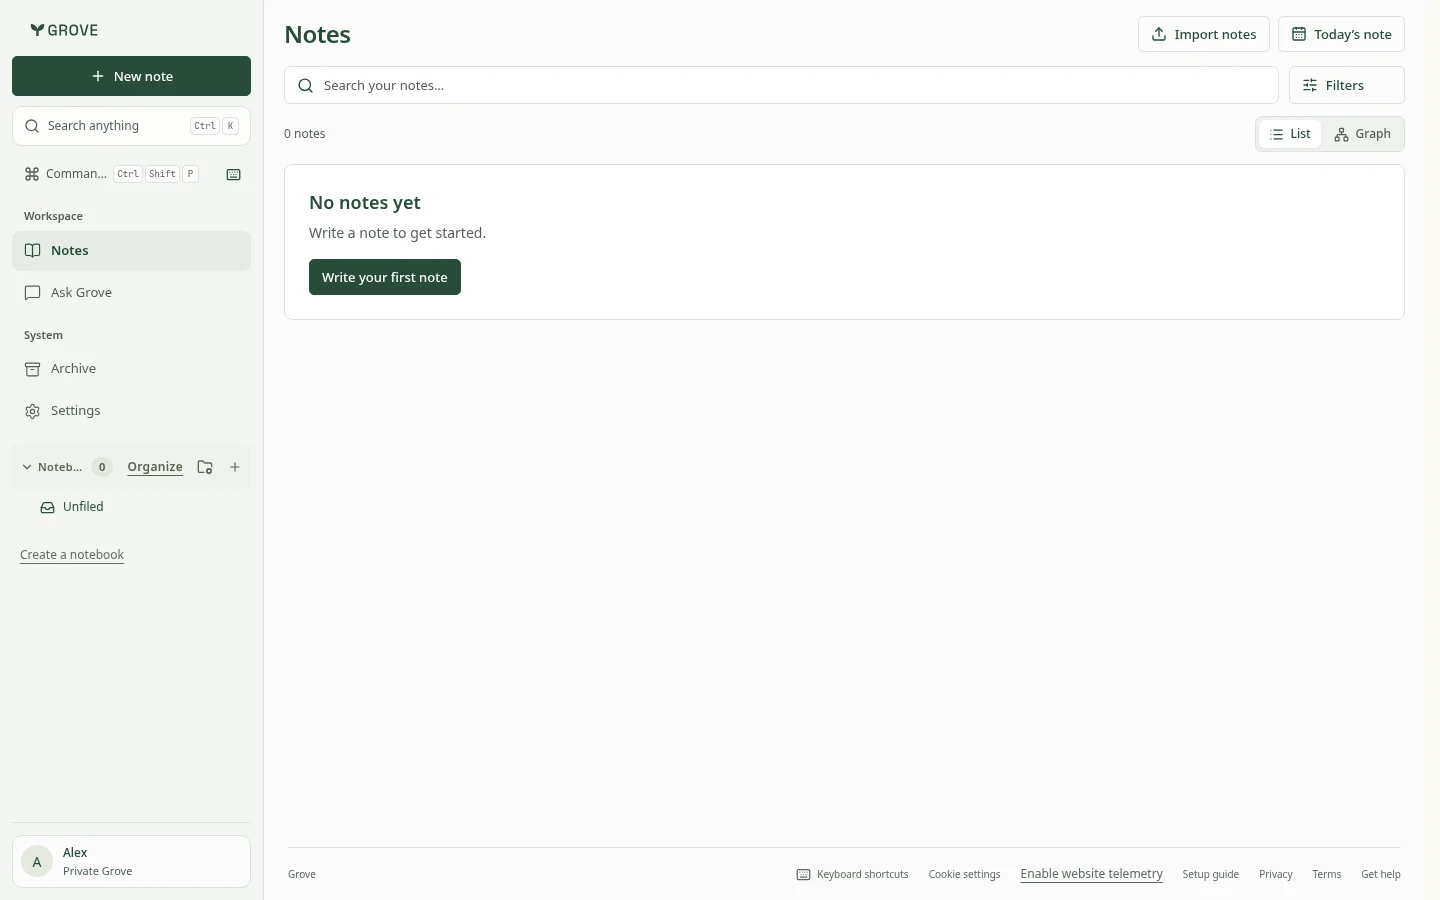 GROVE
New note
Search anything Ctrl K
Comman... Ctrl Shift P
Workspace
Notes
Ask Grove
System
Archive
Settings
Noteb... 0 Organize
Unfiled
Create a notebook
A
Alex
Private Grove
Notes
Import notes
Today's note
Search your notes...
Filters
0 notes
List
Graph
No notes yet
Write a note to get started.
Write your first note
Grove
Keyboard shortcuts
Cookie settings
Enable website telemetry
Setup guide
Privacy
Terms
Get help